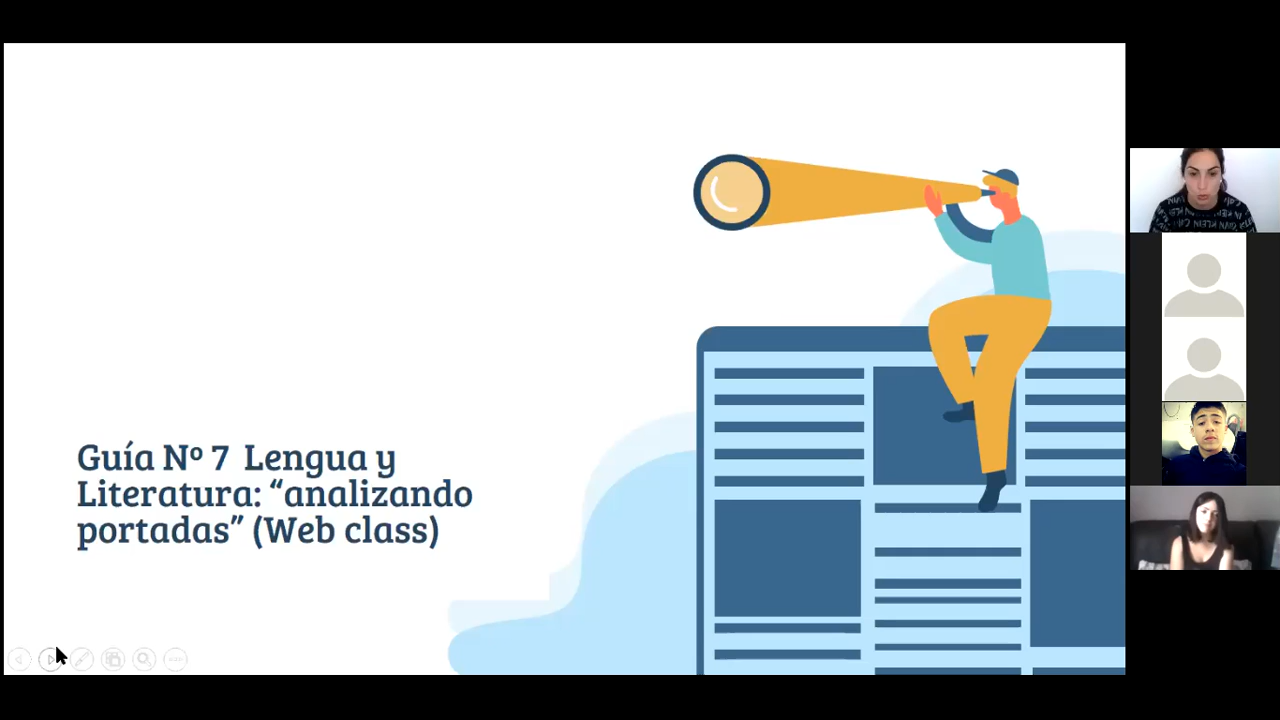 Guía Nº 7 Lengua y
Literatura: “analizando
portadas” (Web class)